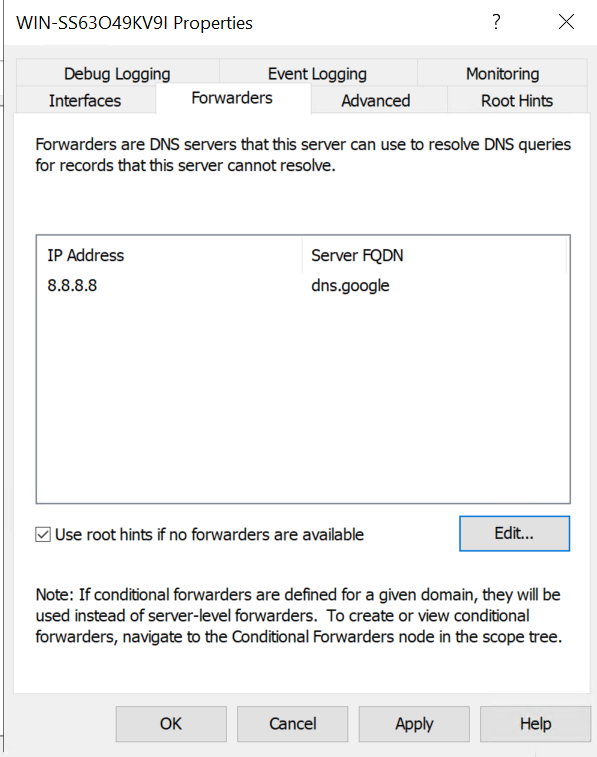 WIN-SS63O49KV9I Properties
?
Debug Logging
Event Logging
Monitoring
Interfaces
Forwarders
Advanced
Root Hints
Forwarders are DNS servers that this server can use to resolve DNS queries
for records that this server cannot resolve.
IP Address
Server FQDN
8.8.8.8
dns.google
Use root hints if no forwarders are available
Edit...
Note: If conditional forwarders are defined for a given domain, they will be
used instead of server-level forwarders. To create or view conditional
forwarders, navigate to the Conditional Forwarders node in the scope tree.
OK
Cancel
Apply
Help